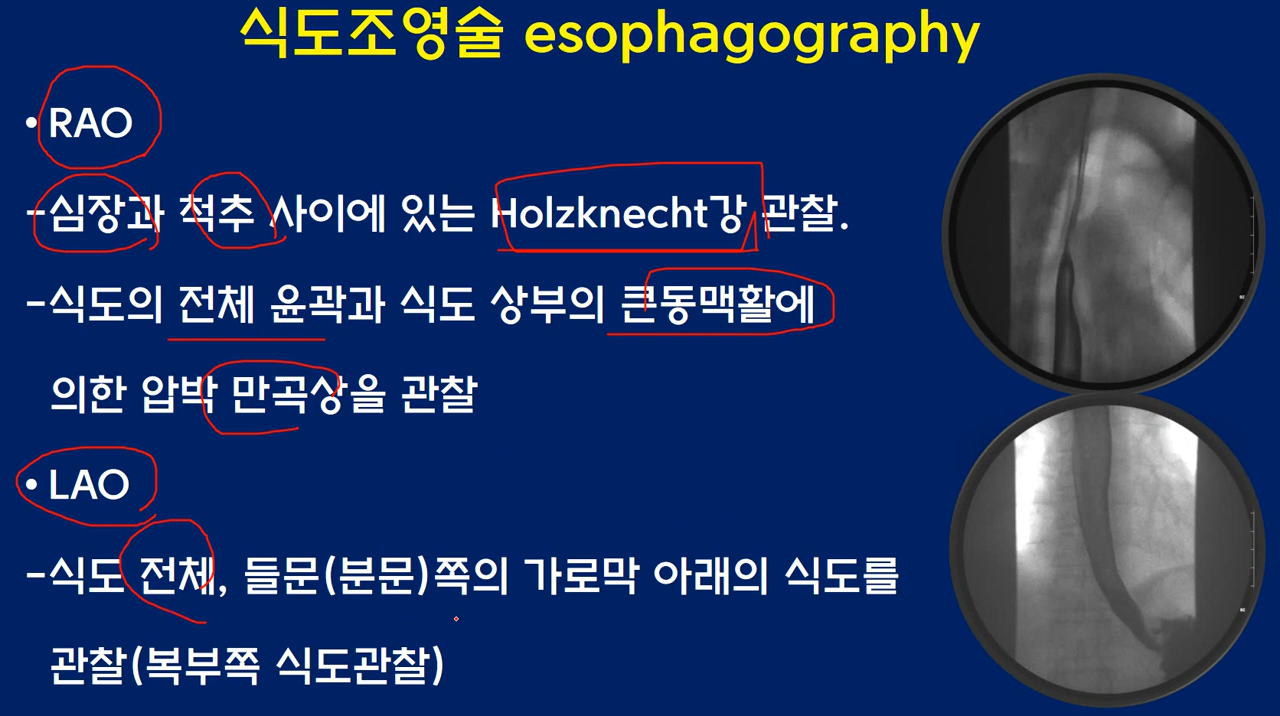 식도조영술 esophagography
• RAO
-심장과 척추 사이에 있는 Holzknecht강 관찰.
-식도의 전체 윤곽과 식도 상부의 큰동맥활에
의한 압박 만곡상을 관찰
• LAO
-식도 전체, 들문(분문)쪽의 가로막 아래의 식도를
관찰(복부쪽 식도관찰)